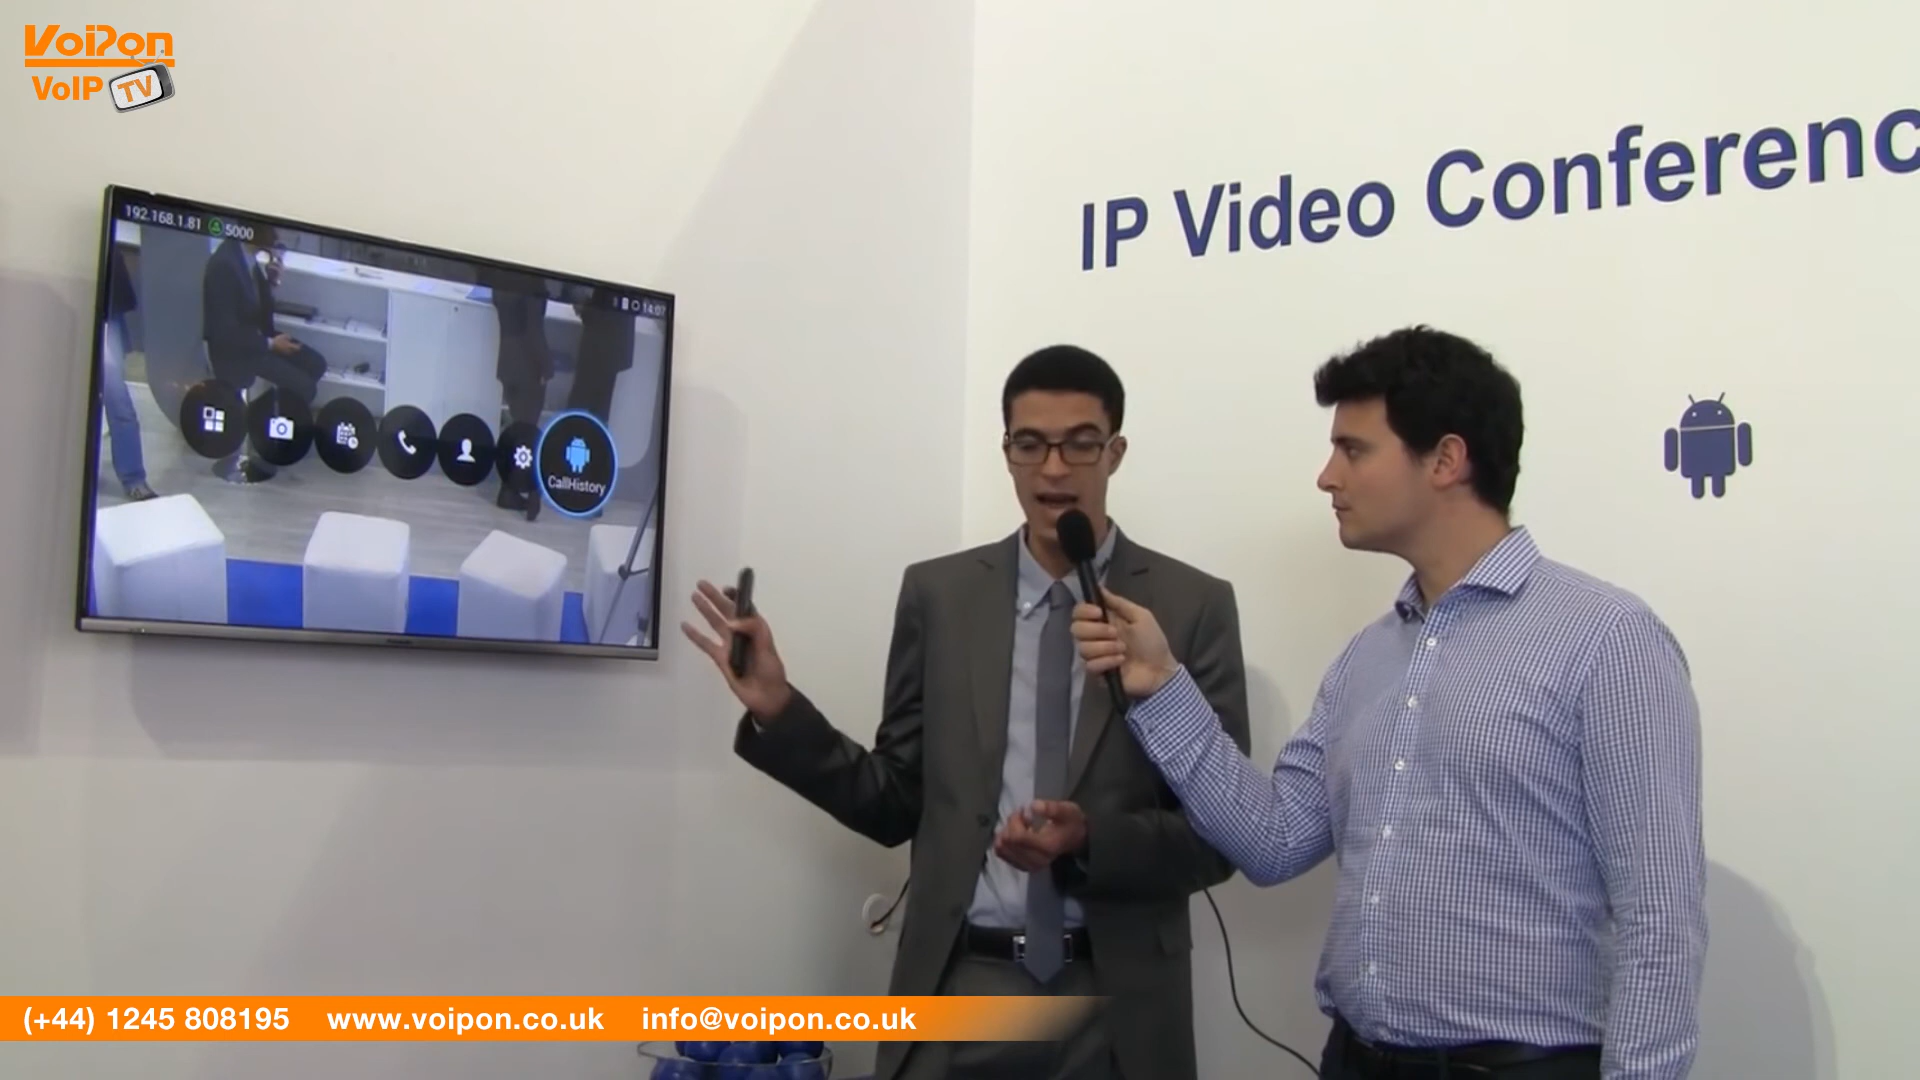 VoiPon
VoIP TV
192.168.1.81 5000
14:07
CallHistory
IP Video Conferenc
(+44) 1245 808195 www.voipon.co.uk info@voipon.co.uk